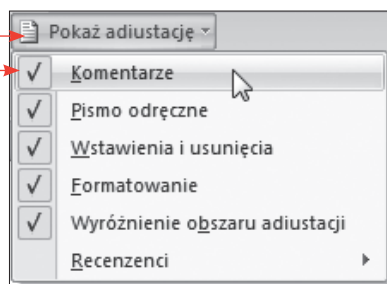 Pokaż adiustację
Komentarze
Pismo odręczne
Wstawienia i usunięcia
Formatowanie
Wyróżnienie obszaru adiustacji
Recenzenci